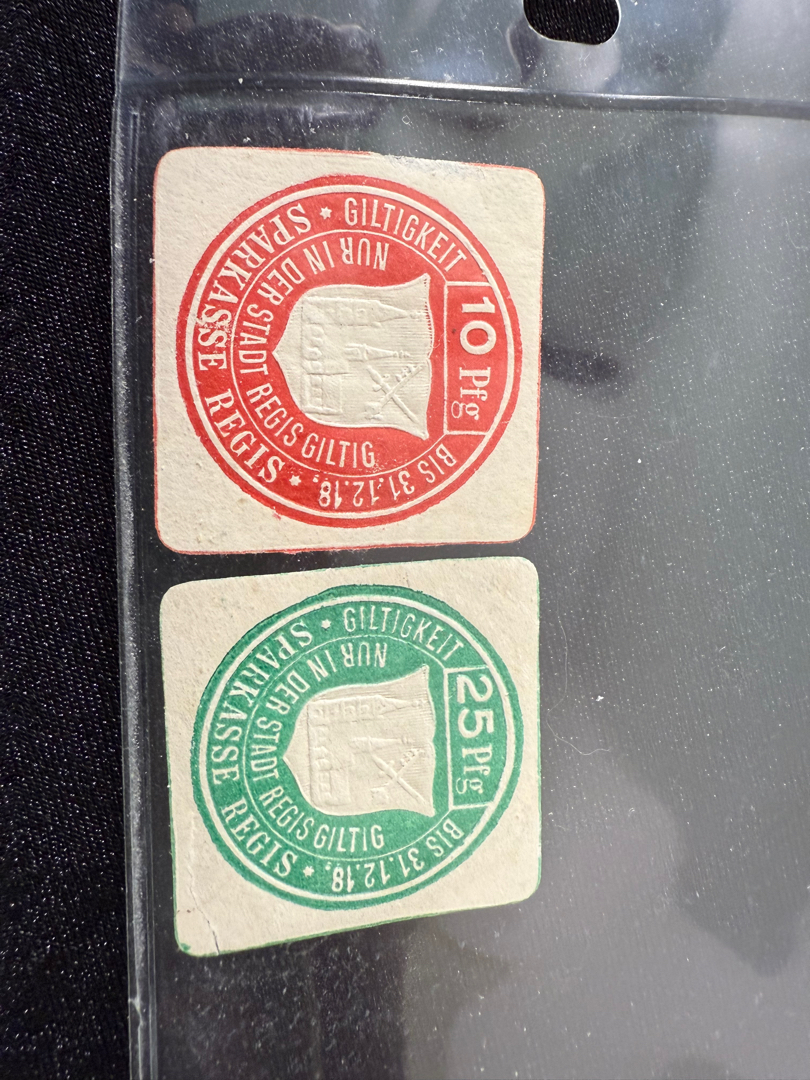 GILTIGKEIT 10 Pfg BIS 31.12.18.
* SPARKASSE REGIS *
NUR IN DER STADT REGIS GILTIG
GILTIGKEIT 25 Pfg BIS 31.12.18.
* SPARKASSE REGIS *
NUR IN DER STADT REGIS GILTIG